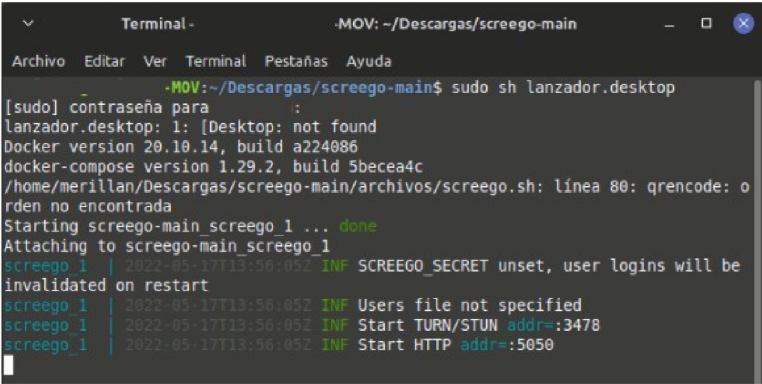 Terminal - -MOV: ~/Descargas/screego-main
Archivo Editar Ver Terminal Pestañas Ayuda
-MOV:~/Descargas/screego-main$ sudo sh lanzador.desktop
[sudo] contraseña para :
lanzador.desktop: 1: [Desktop: not found
Docker version 20.10.14, build a224086
docker-compose version 1.29.2, build 5becea4c
/home/merillan/Descargas/screego-main/archivos/screego.sh: línea 80: qrencode: o
rden no encontrada
Starting screego-main_screego_1 ... done
Attaching to screego-main_screego_1
screego_1 | 2022-05-17T13:56:05Z INF SCREEGO_SECRET unset, user logins will be
invalidated on restart
screego_1 | 2022-05-17T13:56:05Z INF Users file not specified
screego_1 | 2022-05-17T13:56:05Z INF Start TURN/STUN addr=:3478
screego_1 | 2022-05-17T13:56:05Z INF Start HTTP addr=:5050